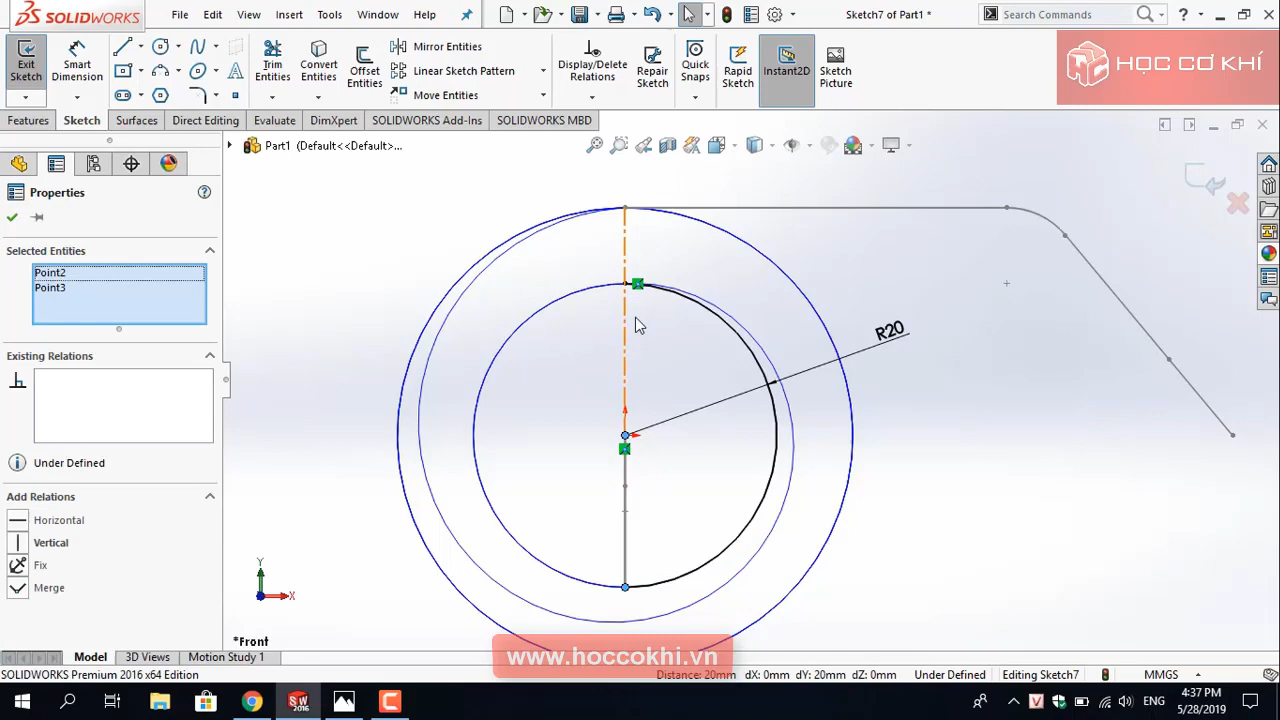 SOLIDWORKS
File Edit View Insert Tools Window Help
Sketch7 of Part1 *
Search Commands
?
Exit Sketch
Smart Dimension
Trim Entities
Convert Entities
Offset Entities
Mirror Entities
Linear Sketch Pattern
Move Entities
Display/Delete Relations
Repair Sketch
Quick Snaps
Rapid Sketch
Instant2D
Sketch Picture
HỌC CƠ KHÍ
Features Sketch Surfaces Direct Editing Evaluate DimXpert SOLIDWORKS Add-Ins SOLIDWORKS MBD
Part1 (Default<<Default>...
Properties
?
Selected Entities
Point2
Point3
Existing Relations
Under Defined
Add Relations
Horizontal
Vertical
Fix
Merge
R20
Y
X
*Front
www.hoccokhi.vn
Model 3D Views Motion Study 1
SOLIDWORKS Premium 2016 x64 Edition
Distance: 20mm dX: 0mm dY: 20mm dZ: 0mm Under Defined Editing Sketch7 MMGS
SW
2016
ENG
4:37 PM
5/28/2019